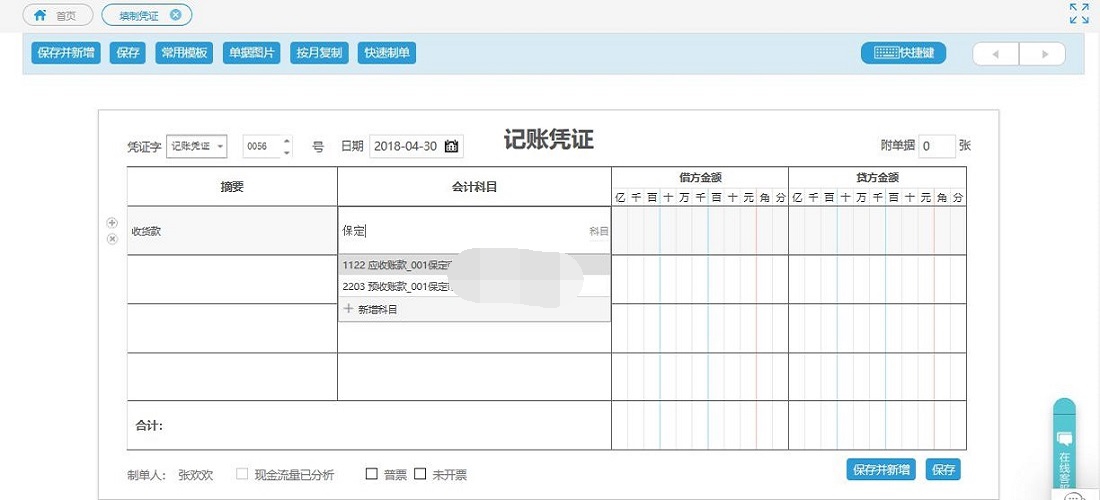 首页 填制凭证
保存并新增 保存 常用模板 单据图片 按月复制 快速制单 快捷键
记账凭证
凭证字 记账凭证 0056 号 日期 2018-04-30 附单据 0 张
摘要 会计科目 借方金额 贷方金额
亿 千 百 十 万 千 百 十 元 角 分 亿 千 百 十 万 千 百 十 元 角 分
收货款 保定 科目
1122 应收账款_001保定
2203 预收账款_001保定
新增科目
合计：
制单人： 张欢欢 现金流量已分析 普票 未开票 保存并新增 保存
在线客服